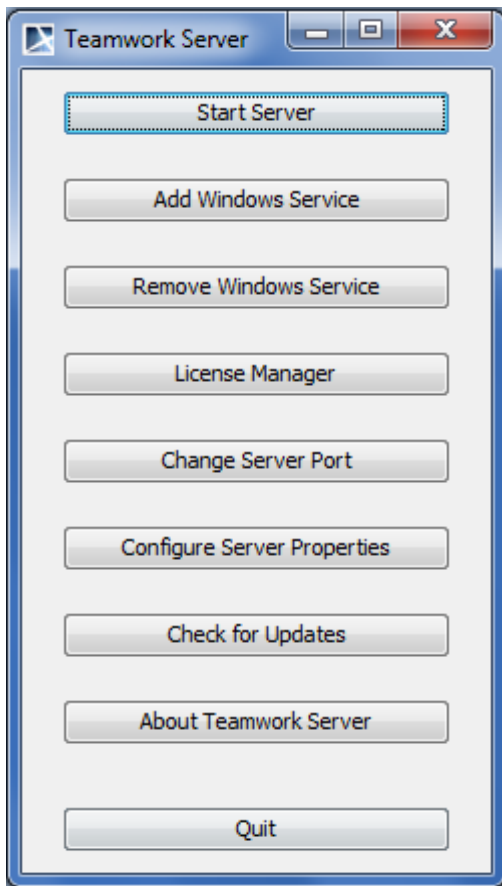 Teamwork Server
Start Server
Add Windows Service
Remove Windows Service
License Manager
Change Server Port
Configure Server Properties
Check for Updates
About Teamwork Server
Quit